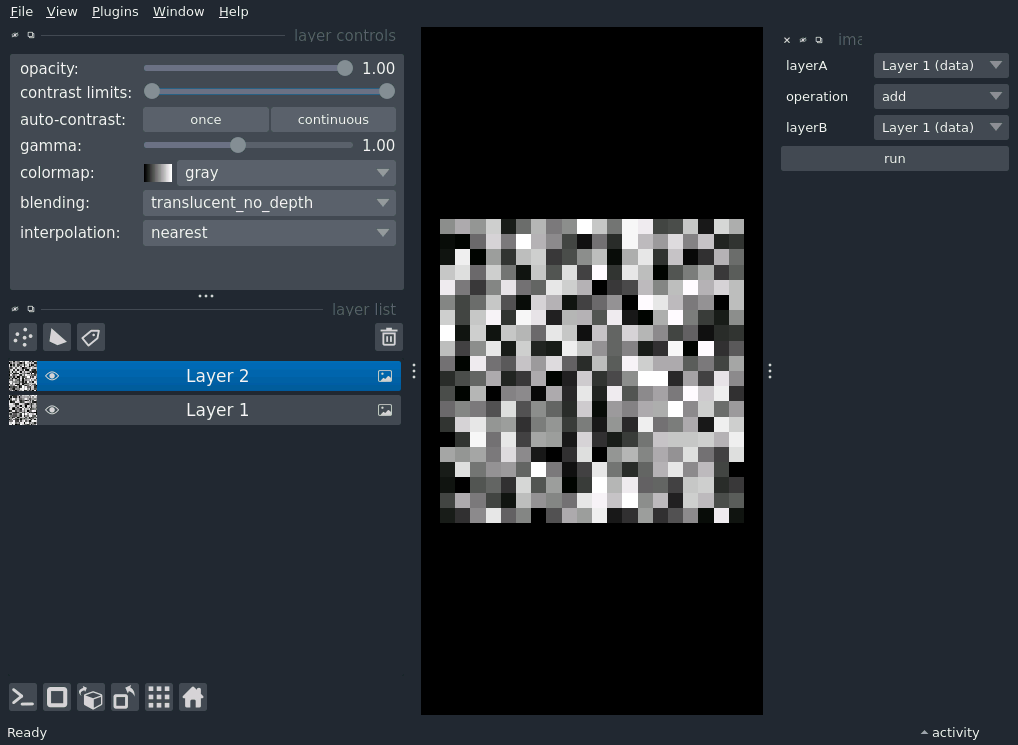 File View Plugins Window Help
layer controls
opacity: 1.00
contrast limits:
auto-contrast: once continuous
gamma: 1.00
colormap: gray
blending: translucent_no_depth
interpolation: nearest
layer list
Layer 2
Layer 1
ima
layerA Layer 1 (data)
operation add
layerB Layer 1 (data)
run
Ready
activity